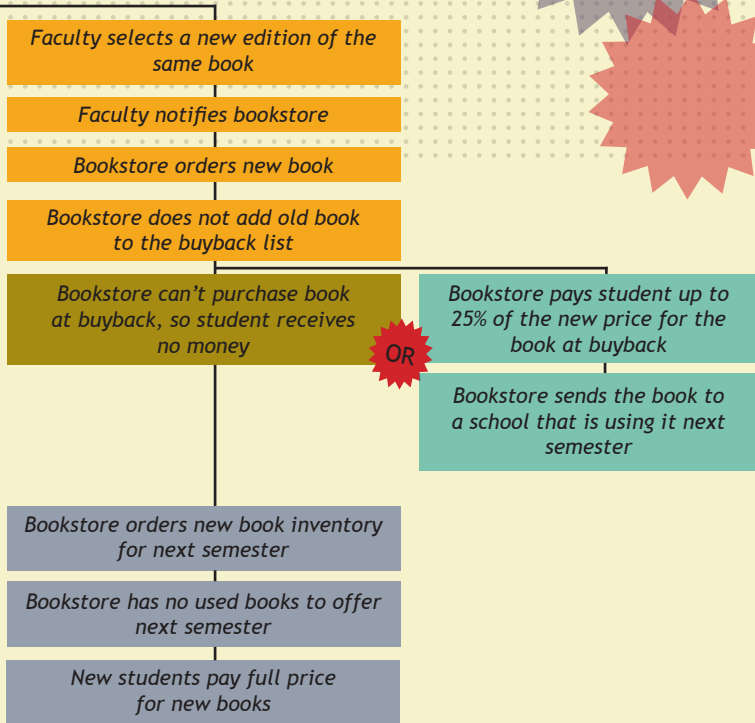 Faculty selects a new edition of the
same book
Faculty notifies bookstore
Bookstore orders new book
Bookstore does not add old book
to the buyback list
Bookstore can't purchase book
at buyback, so student receives
no money
OR
Bookstore pays student up to
25% of the new price for the
book at buyback
Bookstore sends the book to
a school that is using it next
semester
Bookstore orders new book inventory
for next semester
Bookstore has no used books to offer
next semester
New students pay full price
for new books